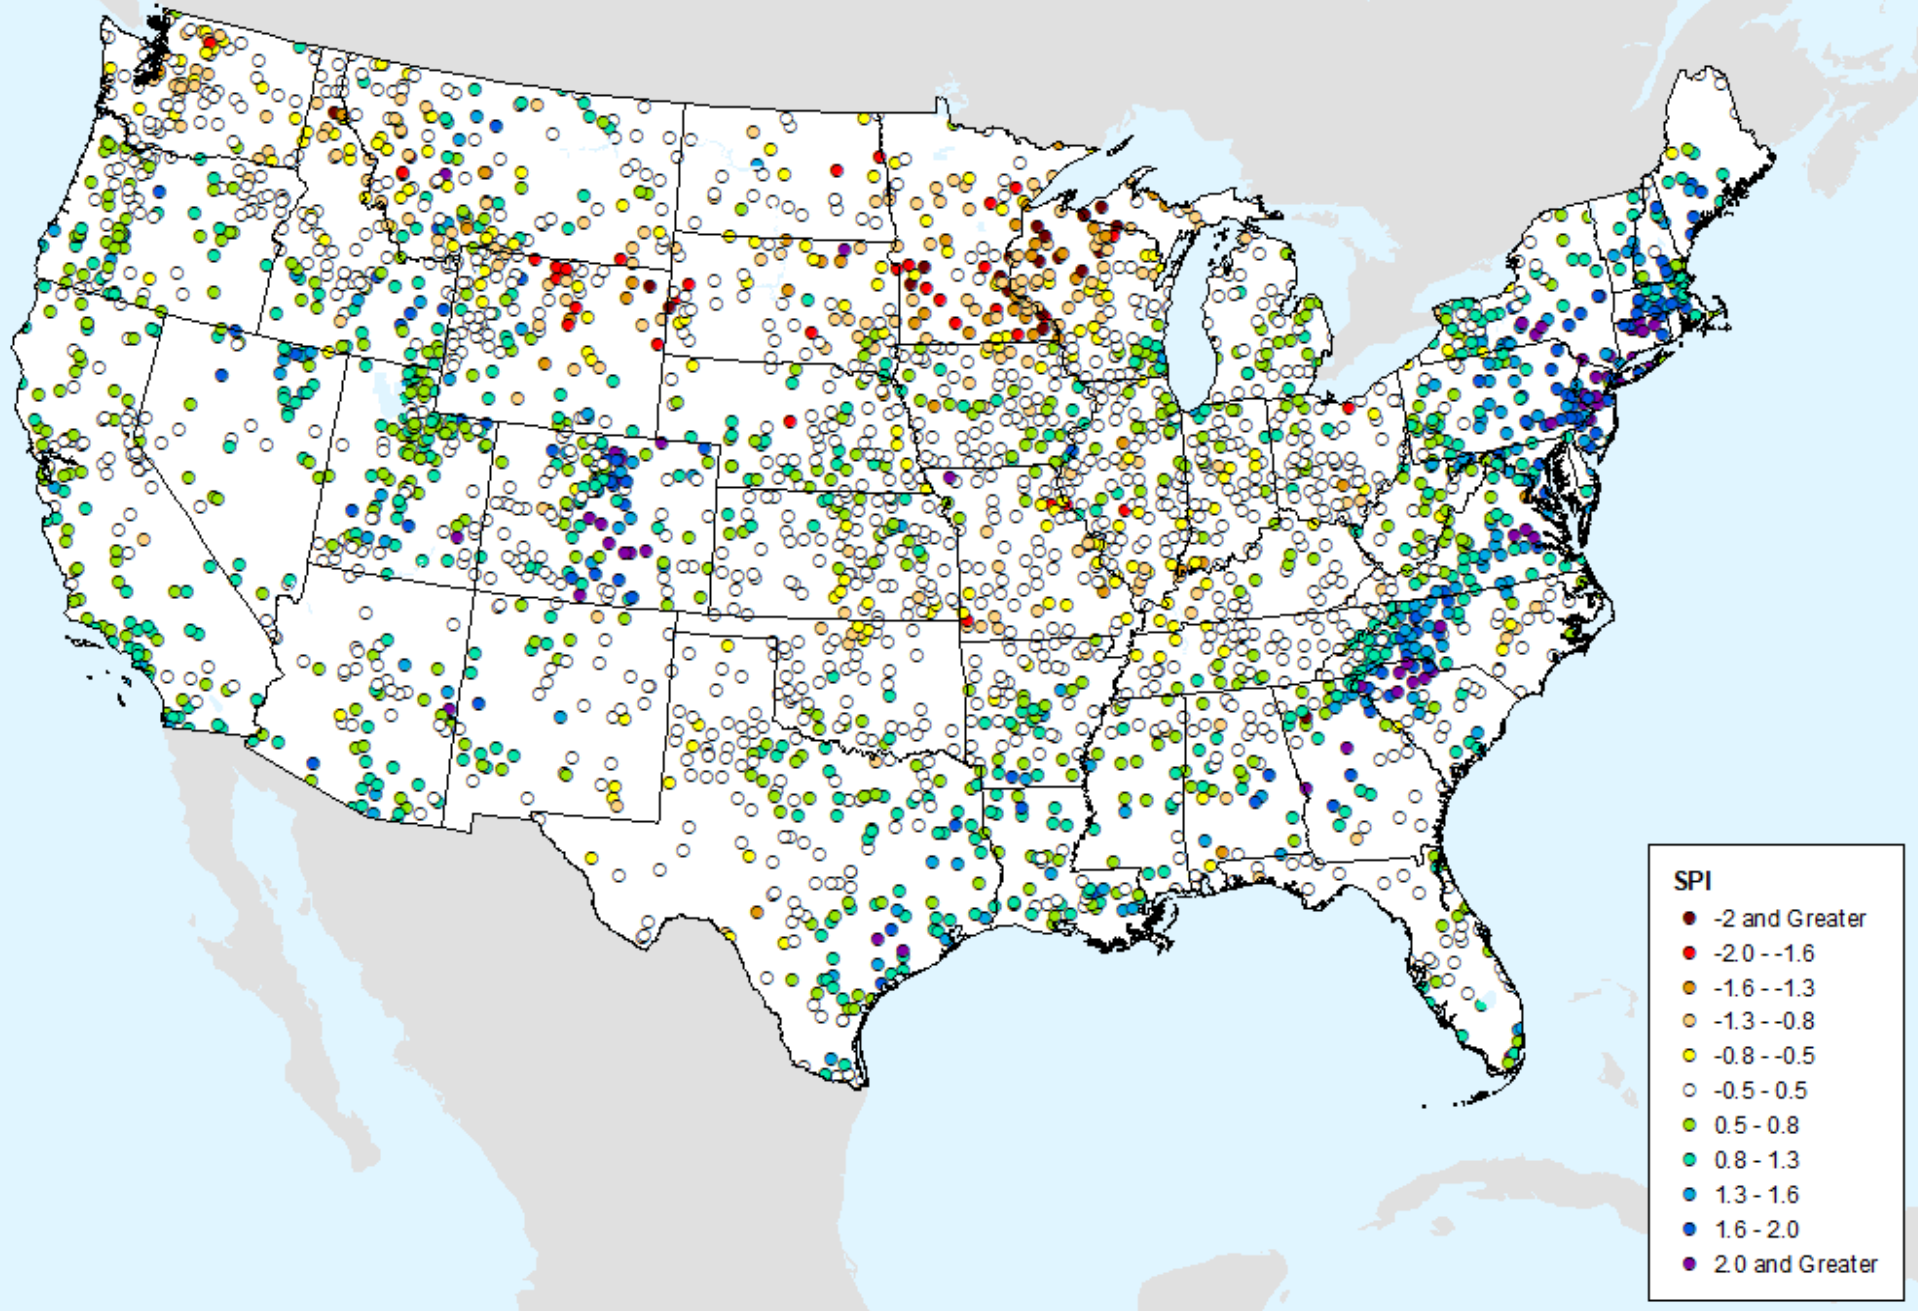 SPI
-2 and Greater
-2.0 - -1.6
-1.6 - -1.3
-1.3 - -0.8
-0.8 - -0.5
-0.5 - 0.5
0.5 - 0.8
0.8 - 1.3
1.3 - 1.6
1.6 - 2.0
2.0 and Greater